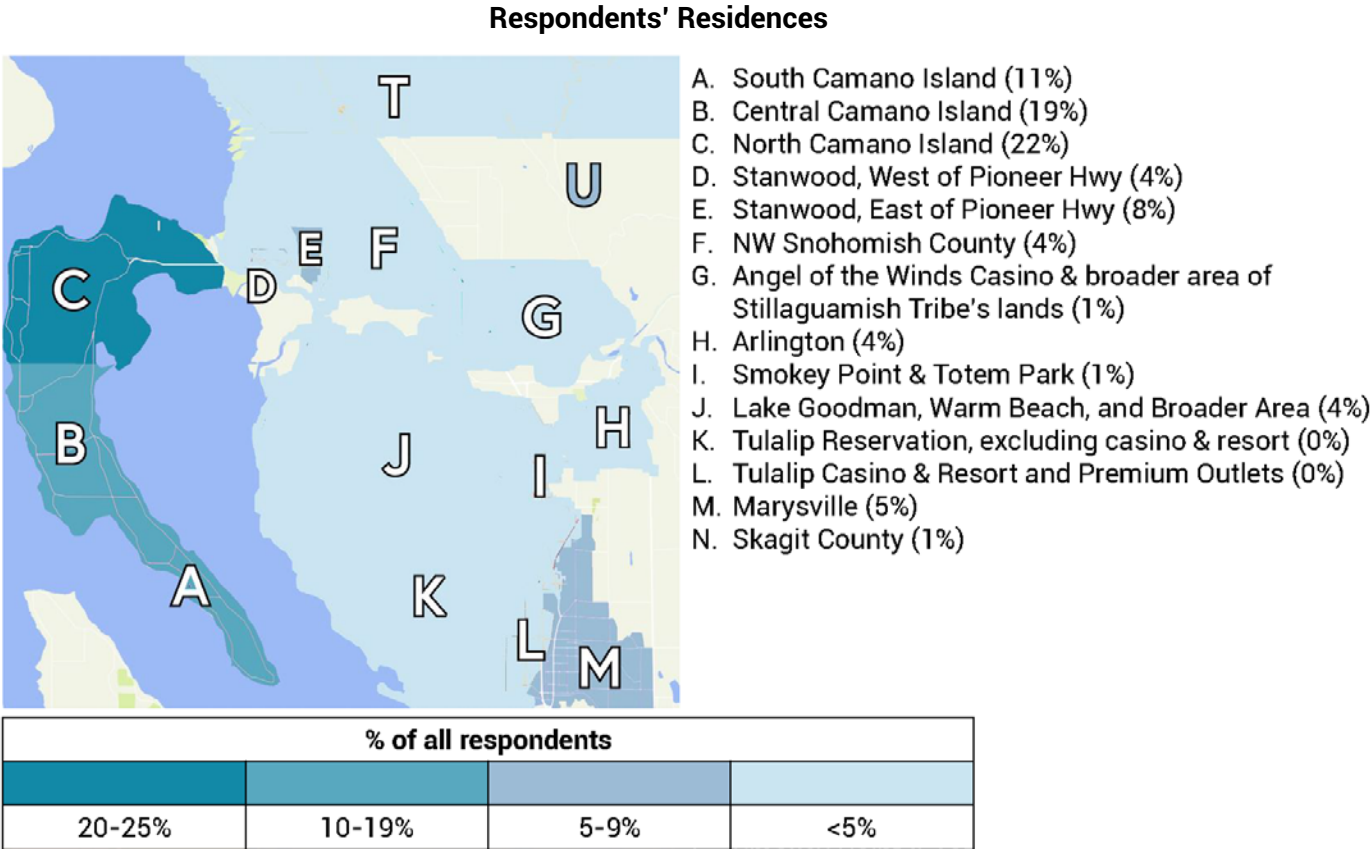 Respondents' Residences
T
U
E
F
C
D
G
H
B
J
I
A
K
L
M
A. South Camano Island (11%)
B. Central Camano Island (19%)
C. North Camano Island (22%)
D. Stanwood, West of Pioneer Hwy (4%)
E. Stanwood, East of Pioneer Hwy (8%)
F. NW Snohomish County (4%)
G. Angel of the Winds Casino & broader area of
Stillaguamish Tribe's lands (1%)
H. Arlington (4%)
I. Smokey Point & Totem Park (1%)
J. Lake Goodman, Warm Beach, and Broader Area (4%)
K. Tulalip Reservation, excluding casino & resort (0%)
L. Tulalip Casino & Resort and Premium Outlets (0%)
M. Marysville (5%)
N. Skagit County (1%)
% of all respondents
20-25% 10-19% 5-9% <5%